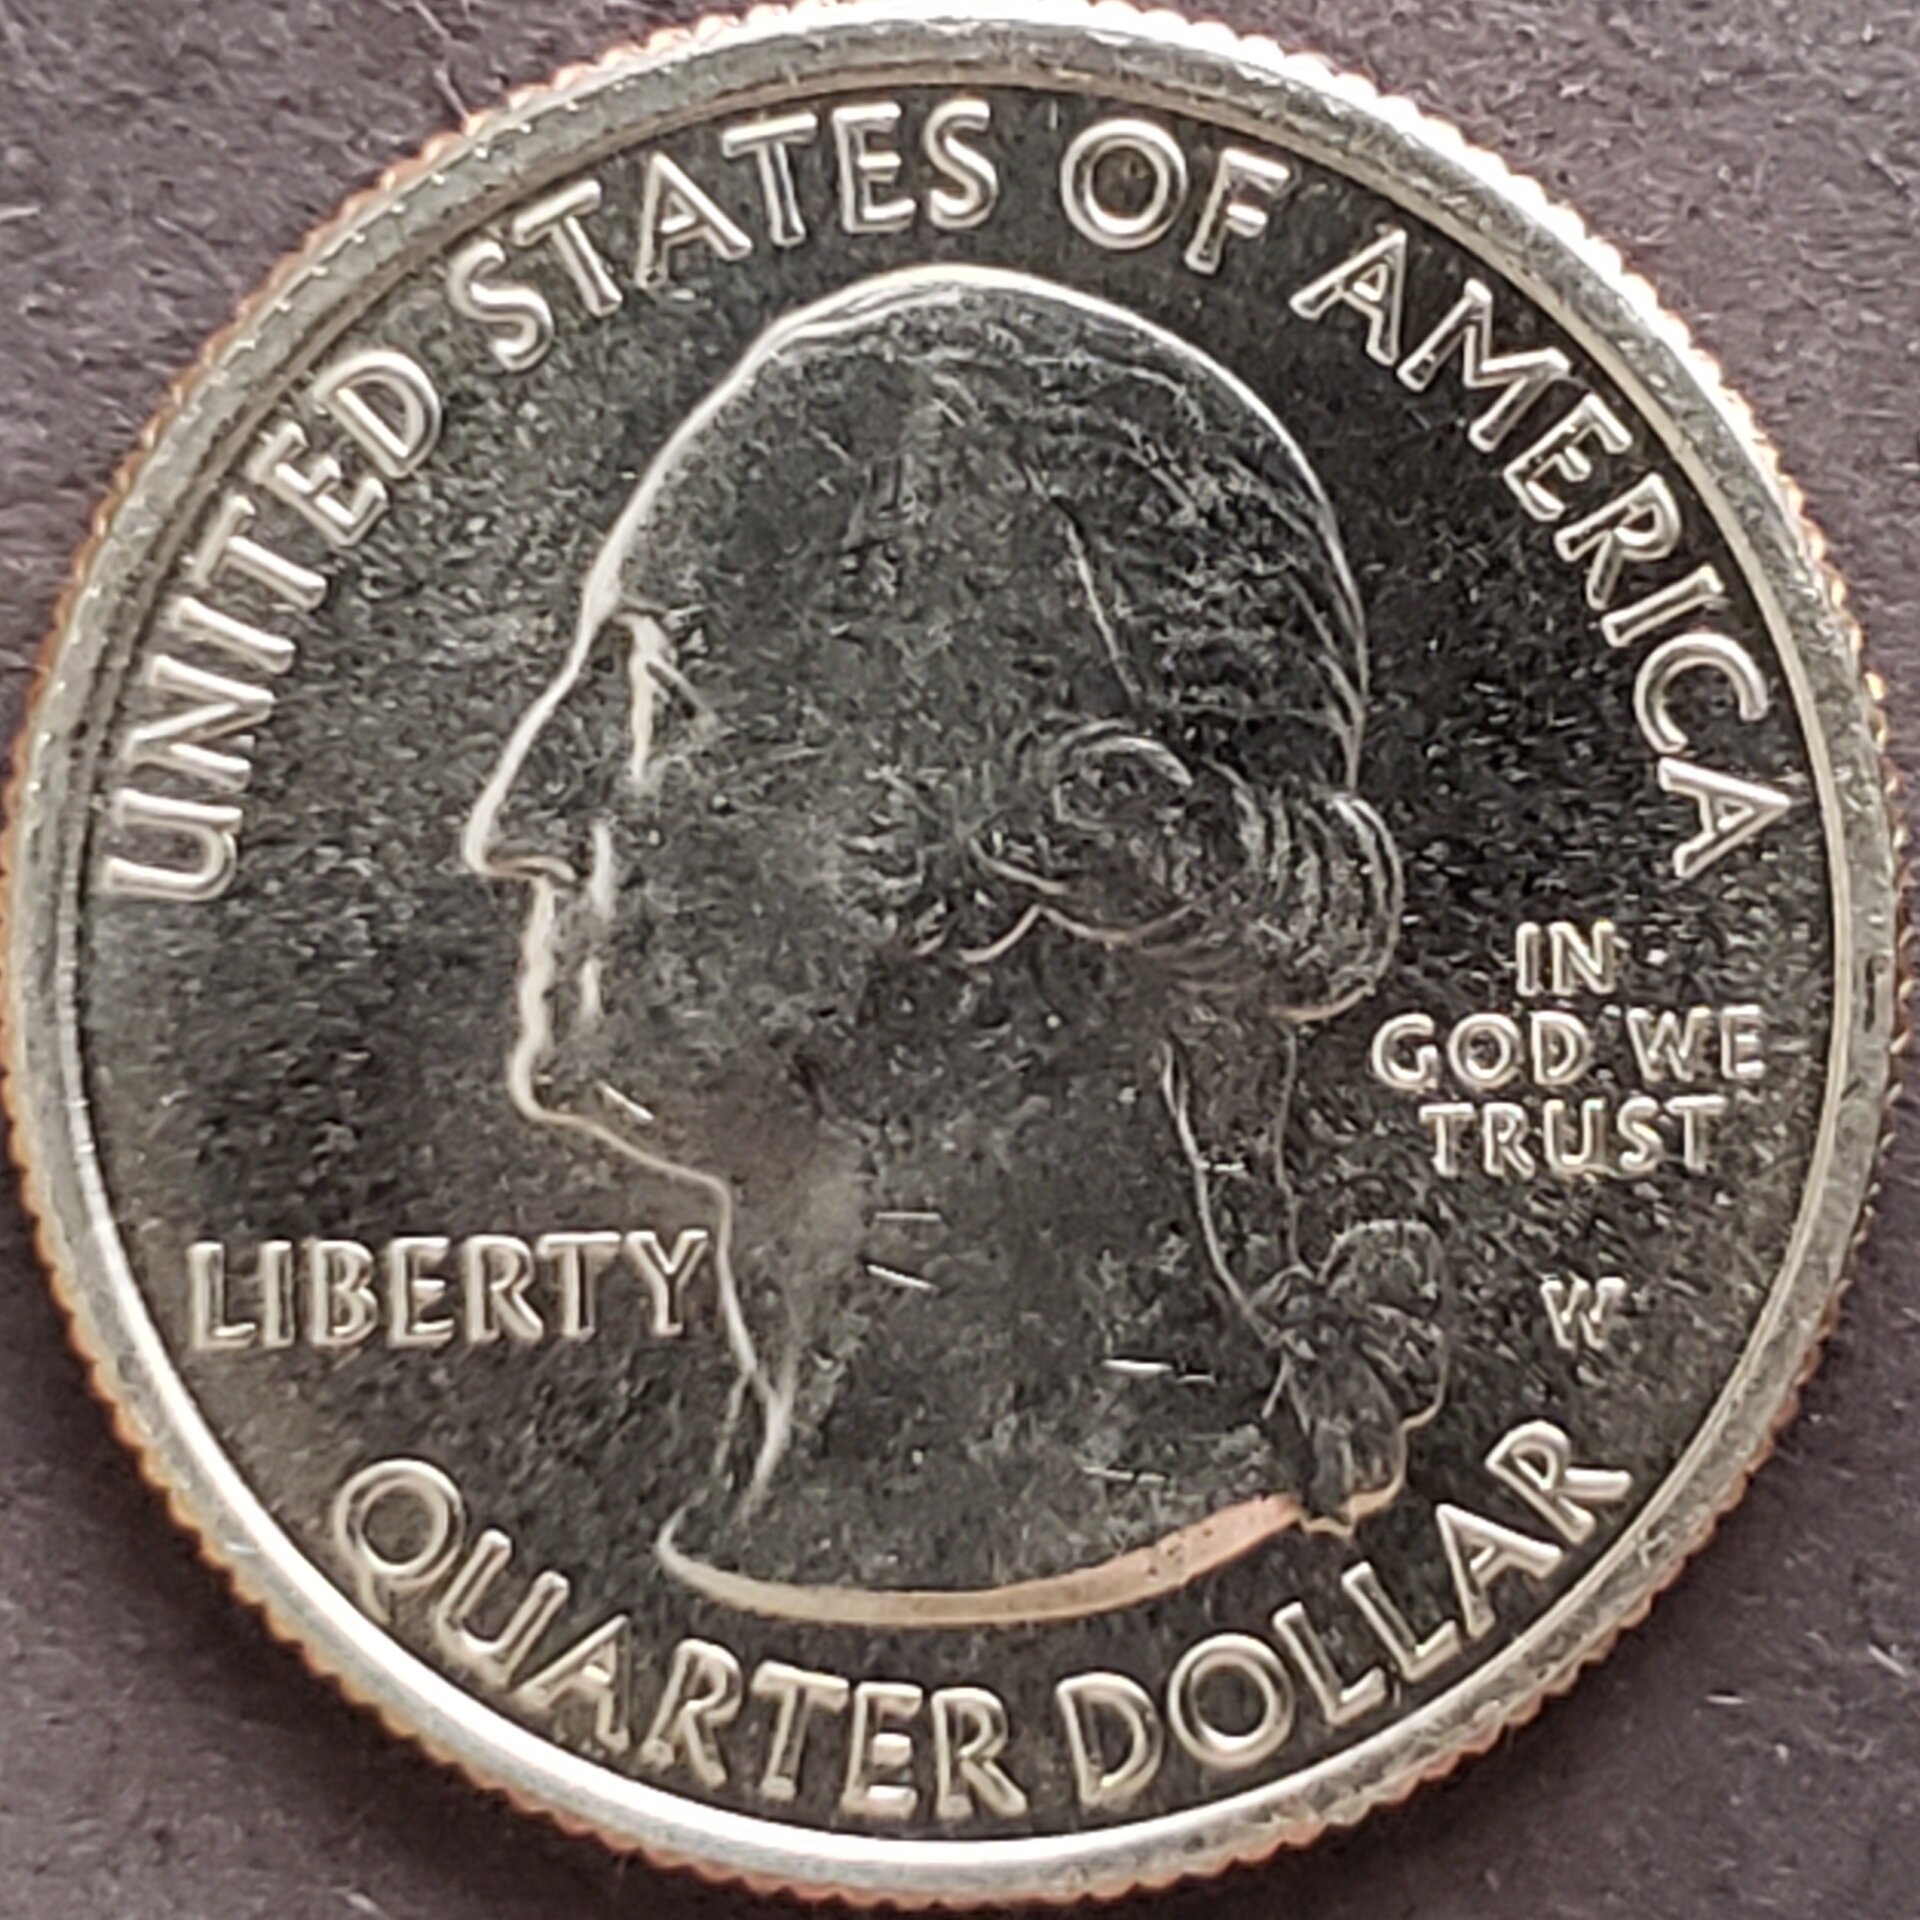 UNITED STATES OF AMERICA
LIBERTY
IN
GOD WE
TRUST
W
QUARTER DOLLAR